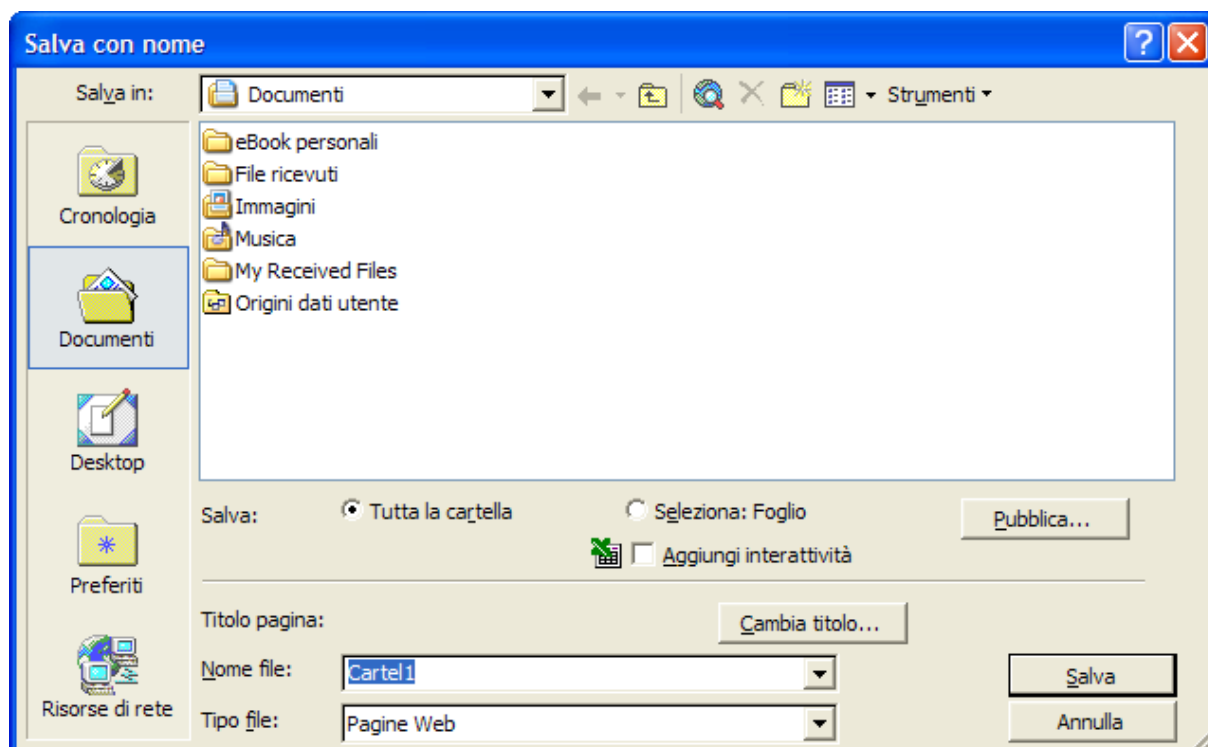 Salva con nome
Salva in:
Documenti
Strumenti
eBook personali
File ricevuti
Immagini
Musica
My Received Files
Origini dati utente
Cronologia
Documenti
Desktop
Preferiti
Risorse di rete
Salva:
Tutta la cartella
Seleziona: Foglio
Pubblica...
Aggiungi interattività
Titolo pagina:
Cambia titolo...
Nome file:
Cartel1
Salva
Tipo file:
Pagine Web
Annulla